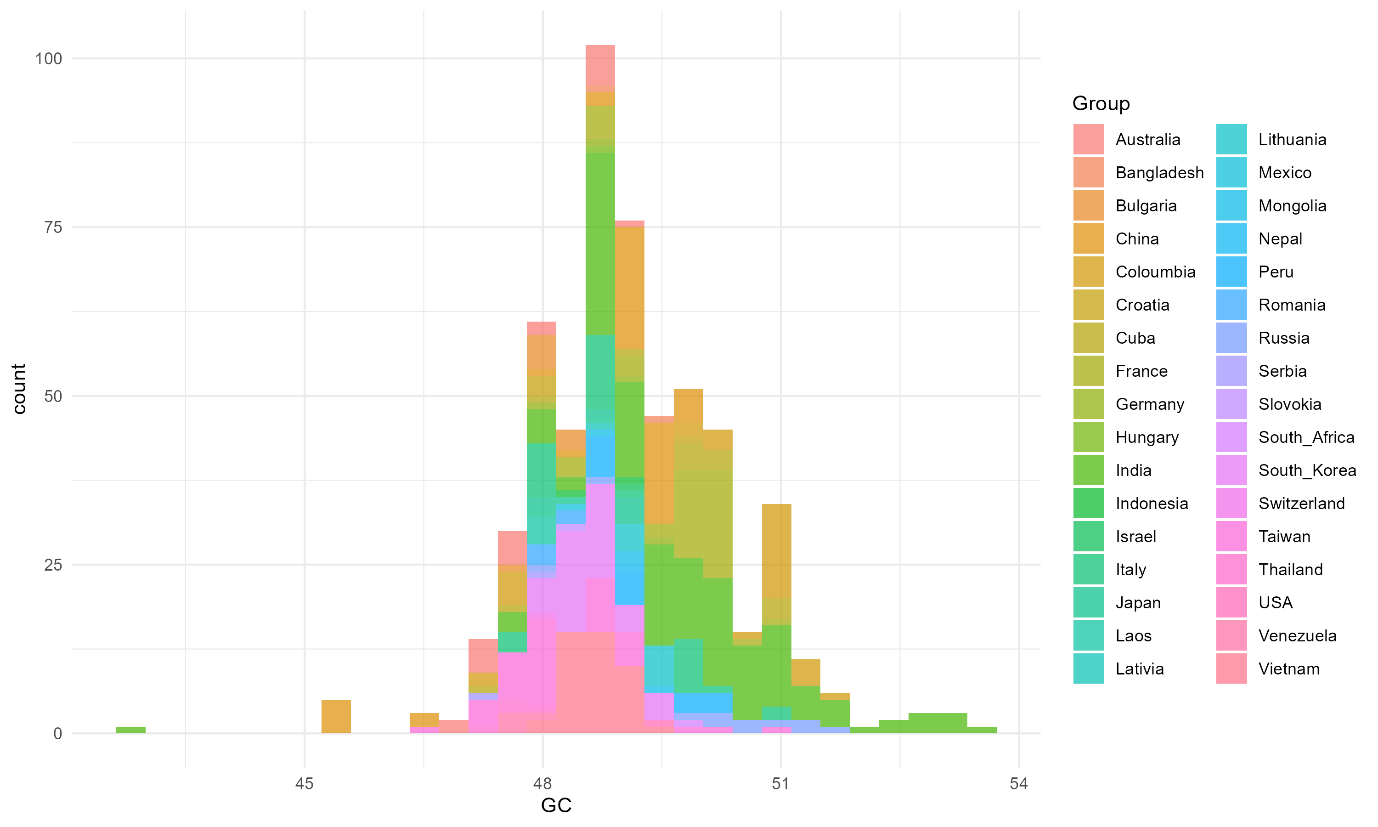 100
75
50
25
0
count
45
48
51
54
GC
Group
Australia
Bangladesh
Bulgaria
China
Coloumbia
Croatia
Cuba
France
Germany
Hungary
India
Indonesia
Israel
Italy
Japan
Laos
Lativia
Lithuania
Mexico
Mongolia
Nepal
Peru
Romania
Russia
Serbia
Slovokia
South_Africa
South_Korea
Switzerland
Taiwan
Thailand
USA
Venezuela
Vietnam